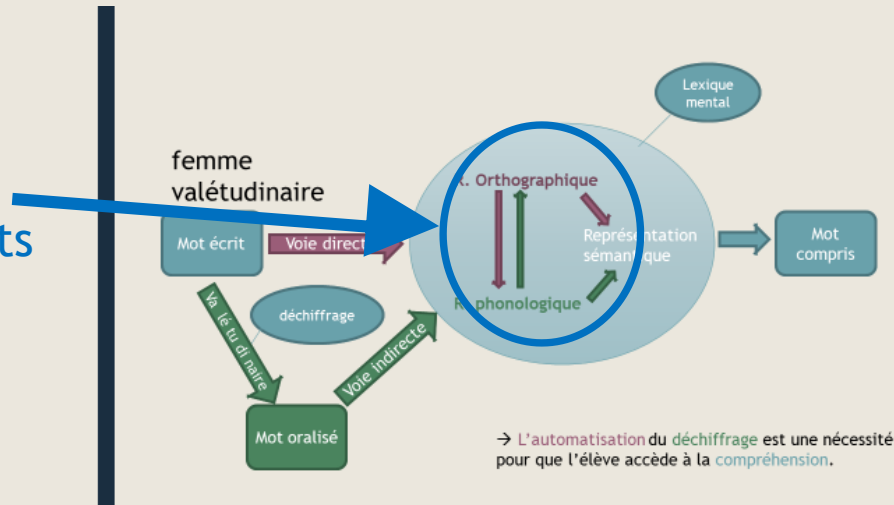 Lexique
mental
femme
valétudinaire
ts
R. Orthographique
Mot écrit
Voie directe
Représentation
sémantique
Mot
compris
R. phonologique
Va lé tu di naire
déchiffrage
Voie indirecte
Mot oralisé
→ L'automatisation du déchiffrage est une nécessité
pour que l'élève accède à la compréhension.